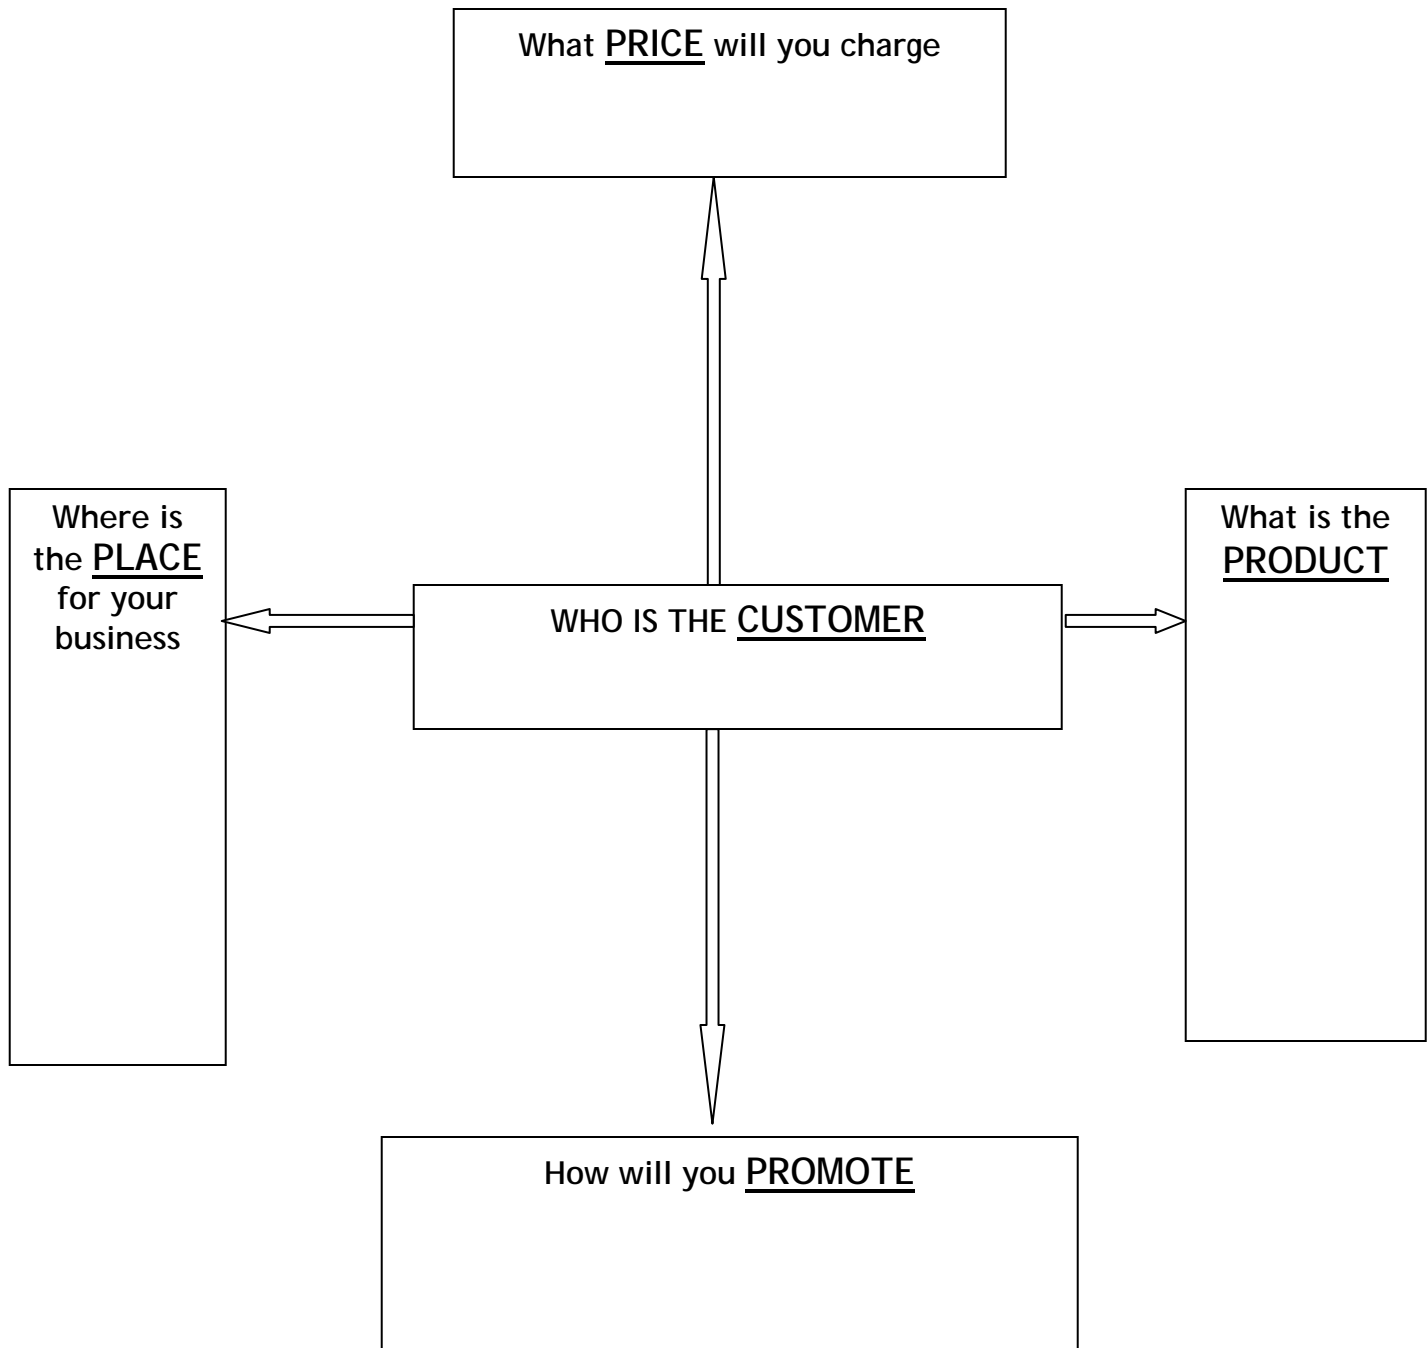 What PRICE will you charge
Where is
the PLACE
for your
business
WHO IS THE CUSTOMER
What is the
PRODUCT
How will you PROMOTE